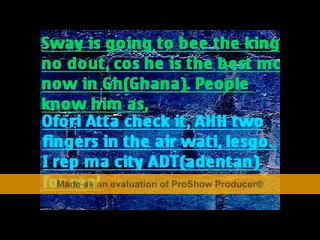 Sway is going to bee the king
no dout, cos he is the best mc
now in Gh(Ghana). People
know him as,
Ofori Atta check it, AHH two
fingers in the air wati, lesgo.
I rep ma city ADT(adentan)
Made as an evaluation of ProShow Producer®